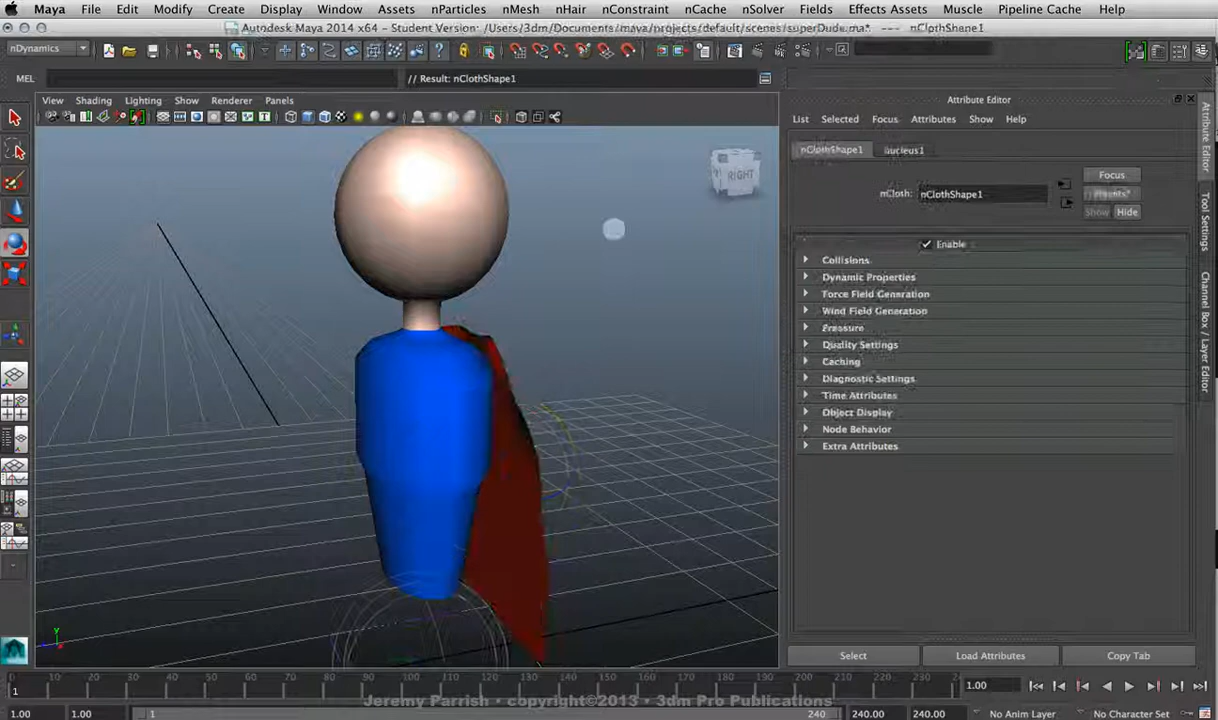 Maya File Edit Modify Create Display Window Assets nParticles nMesh nHair nConstraint nCache nSolver Fields Effects Assets Muscle Pipeline Cache Help
Autodesk Maya 2014 x64 - Student Version: /Users/3dm/Documents/maya/projects/default/scenes/superDude.ma* --- nClothShape1
nDynamics
MEL // Result: nClothShape1
View Shading Lighting Show Renderer Panels
Attribute Editor
List Selected Focus Attributes Show Help
nClothShape1 nucleus1
Focus
nCloth: nClothShape1
Presets*
Show Hide
Enable
Collisions
Dynamic Properties
Force Field Generation
Wind Field Generation
Pressure
Quality Settings
Caching
Diagnostic Settings
Time Attributes
Object Display
Node Behavior
Extra Attributes
RIGHT
Attribute Editor
Tool Settings
Channel Box / Layer Editor
y
Select Load Attributes Copy Tab
10 20 30 40 50 60 70 80 90 100 110 120 130 140 150 160 170 180 190 200 210 220 230
1 1.00
Jeremy Parrish • copyright©2013 • 3dm Pro Publications
1.00 1.00 1 240 240.00 240.00 No Anim Layer No Character Set